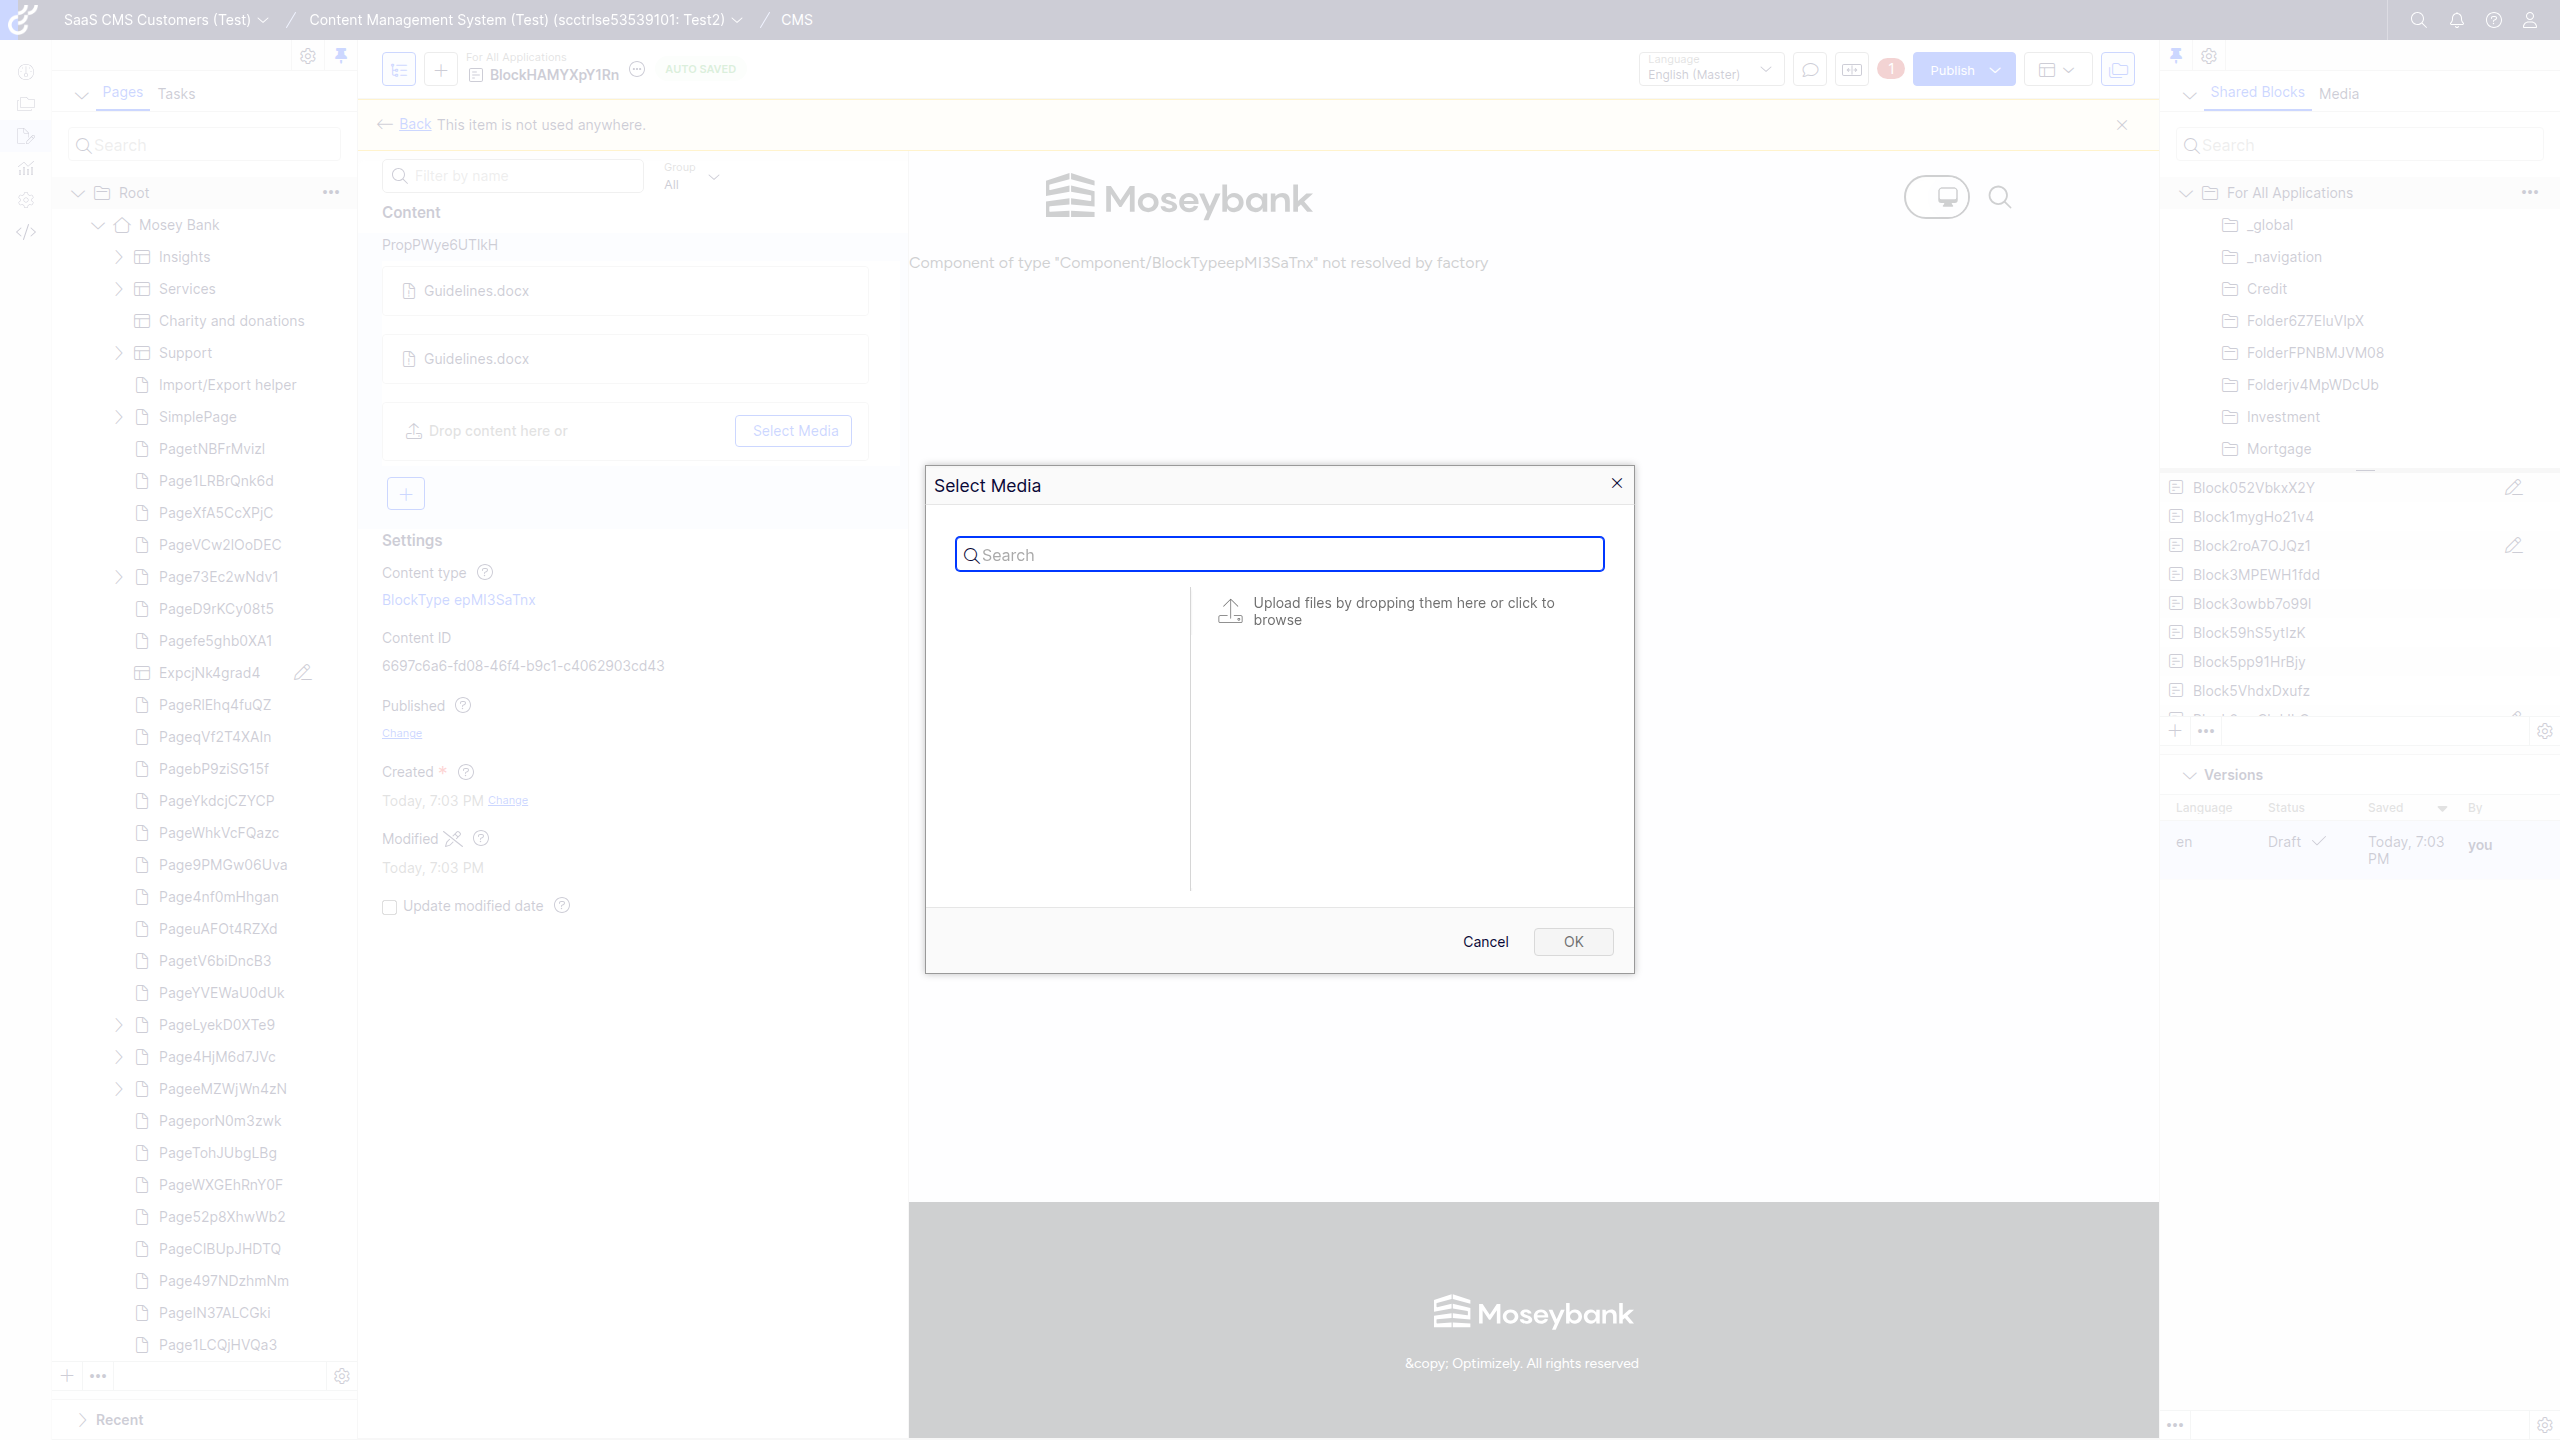 SaaS CMS Customers (Test) / Content Management System (Test) (scctrlse53539101: Test2) / CMS
Pages Tasks
Search
Root
Mosey Bank
Insights
Services
Charity and donations
Support
Import/Export helper
SimplePage
PagetNBFrMvizl
Page1LRBrQnk6d
PageXfA5CcXPjC
PageVCw2IOoDEC
Page73Ec2wNdv1
PageD9rKCy08t5
Pagefe5ghb0XA1
ExpcjNk4grad4
PageRlEhq4fuQZ
PageqVf2T4XAln
PagebP9ziSG15f
PageYkdcjCZYCP
PageWhkVcFQazc
Page9PMGw06Uva
Page4nf0mHhgan
PageuAFOt4RZXd
PagetV6biDncB3
PageYVEWaU0dUk
PageLyekD0XTe9
Page4HjM6d7JVc
PageeMZWjWn4zN
PageporN0m3zwk
PageTohJUbgLBg
PageWXGEhRnY0F
Page52p8XhwWb2
PageCIBUpJHDTQ
Page497NDzhmNm
PageIN37ALCGki
Page1LCQjHVQa3
Recent
For All Applications
BlockHAMYXpY1Rn
AUTO SAVED
Language
English (Master)
1
Publish
Back This item is not used anywhere.
Filter by name
Group
All
Content
PropPWye6UTIkH
Guidelines.docx
Guidelines.docx
Drop content here or Select Media
Settings
Content type
BlockType epMI3SaTnx
Content ID
6697c6a6-fd08-46f4-b9c1-c4062903cd43
Published
Change
Created *
Today, 7:03 PM Change
Modified
Today, 7:03 PM
Update modified date
Moseybank
Component of type "Component/BlockTypeepMI3SaTnx" not resolved by factory
Select Media
Search
Upload files by dropping them here or click to
browse
Cancel OK
Moseybank
&copy; Optimizely. All rights reserved
Shared Blocks Media
Search
For All Applications
_global
_navigation
Credit
Folder6Z7EluVlpX
FolderFPNBMJVM08
Folderjv4MpWDcUb
Investment
Mortgage
Block052VbkxX2Y
Block1mygHo21v4
Block2roA7OJQz1
Block3MPEWH1fdd
Block3owbb7o99l
Block59hS5ytIzK
Block5pp91HrBjy
Block5VhdxDxufz
Versions
Language Status Saved By
en Draft Today, 7:03 PM you